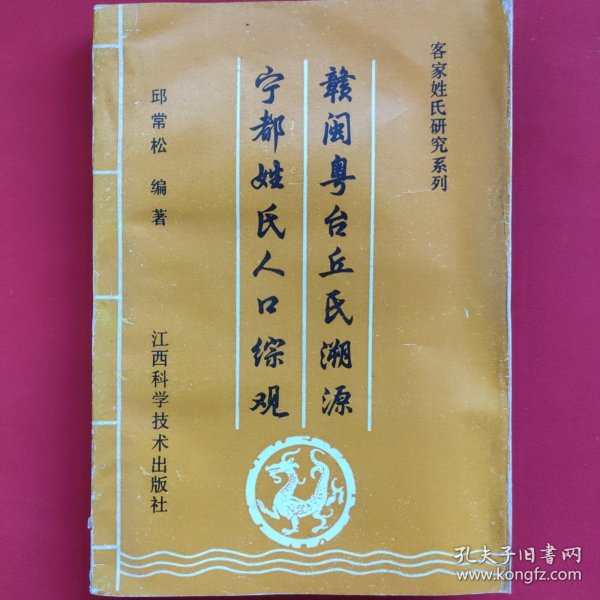 客家姓氏研究系列
赣闽粤台丘氏溯源
宁都姓氏人口综观
邱常松 编著
江西科学技术出版社
孔夫子旧书网
www.kongfz.com